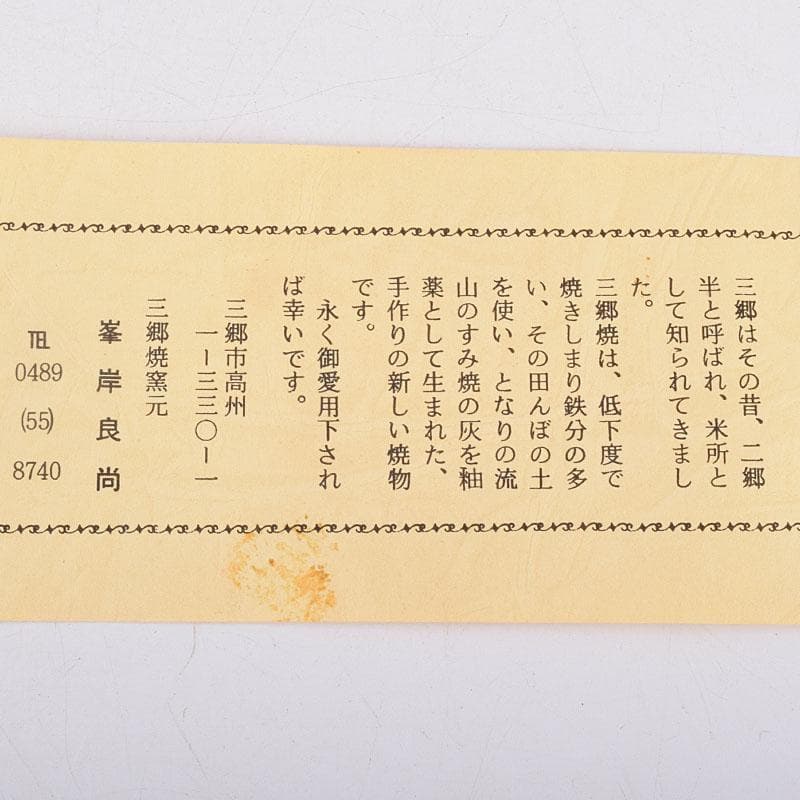 三郷はその昔、二郷
半と呼ばれ、米所と
して知られてきまし
た。
三郷焼は、低下度で
焼きしまり鉄分の多
い、その田んぼの土
を使い、となりの流
山のすみ焼の灰を釉
薬として生まれた、
手作りの新しい焼物
です。
永く御愛用下され
ば幸いです。
三郷市高州
一ー三三〇ー一
三郷焼窯元
峯岸良尚
℡ 0489 (55) 8740